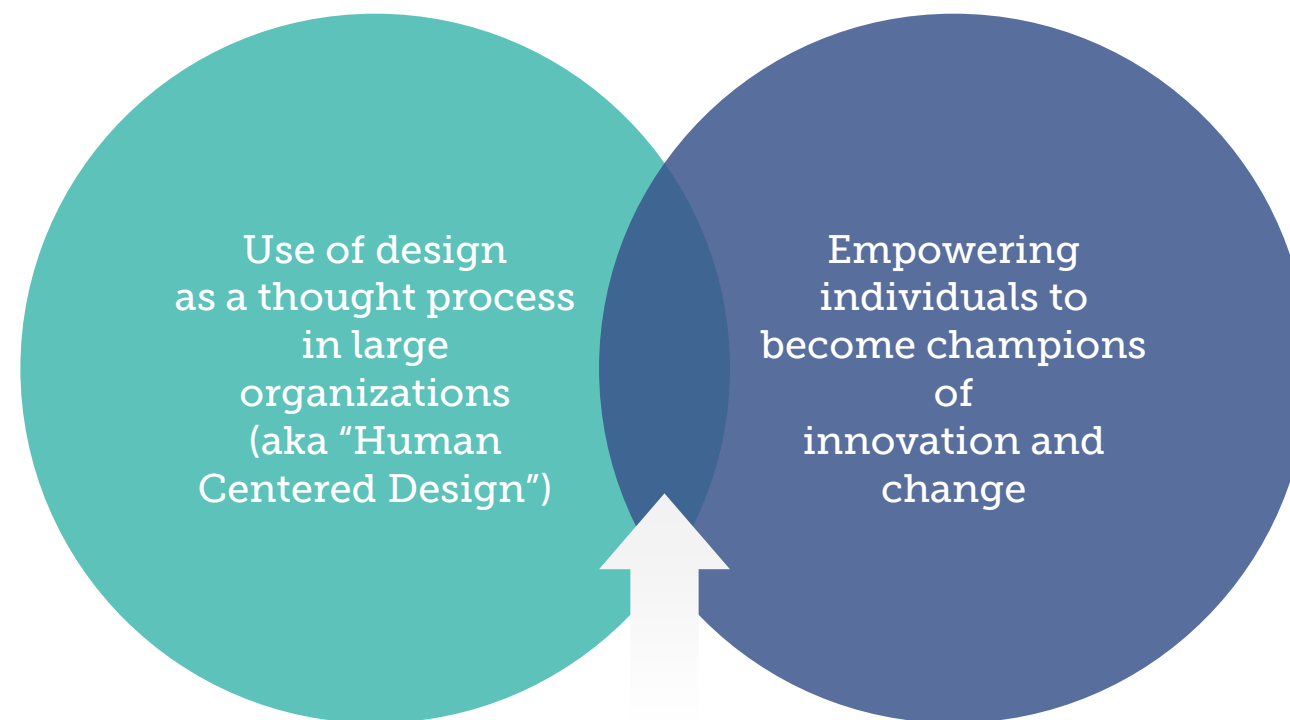 Use of design
as a thought process
in large
organizations
(aka “Human
Centered Design”)
Empowering
individuals to
become champions
of
innovation and
change